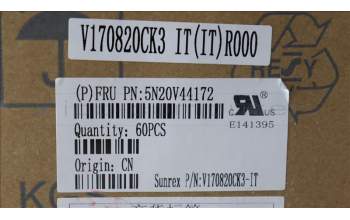 V170820CK3 IT(IT)R000
(P)FRU PN:5N20V44172
Quantity: 60PCS
E141395
Origin: CN
Sunrex P/N:V170820CK3-IT